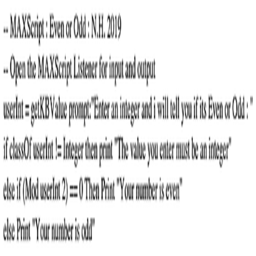 -- MAXScript : Even or Odd : N.H. 2019
-- Open the MAXScript Listener for input and output
userInt = getKBValue prompt:"Enter an integer and i will tell you if its Even or Odd : "
if classOf userInt != Integer then print "The value you enter must be an integer"
else if (Mod userInt 2) == 0 Then Print "Your number is even"
else Print "Your number is odd"